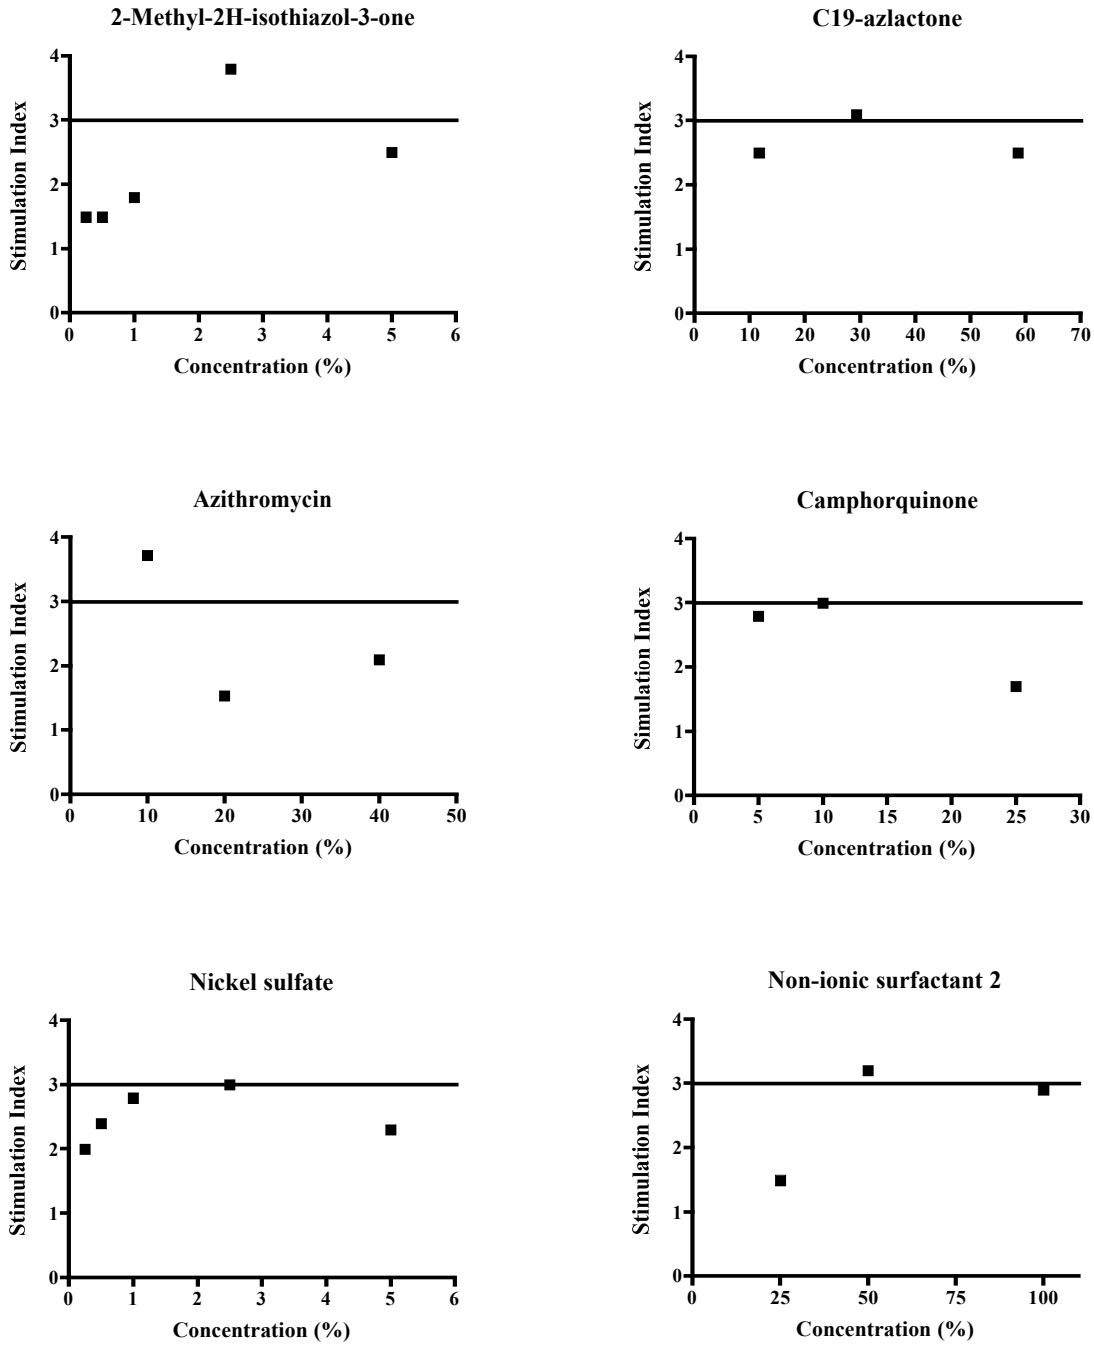 2-Methyl-2H-isothiazol-3-one
4
3
2
1
0
0 1 2 3 4 5 6
Stimulation Index
Concentration (%)
C19-azlactone
4
3
2
1
0
0 10 20 30 40 50 60 70
Stimulation Index
Concentration (%)
Azithromycin
4
3
2
1
0
0 10 20 30 40 50
Stimulation Index
Concentration (%)
Camphorquinone
4
3
2
1
0
0 5 10 15 20 25 30
Simulation Index
Concentration (%)
Nickel sulfate
4
3
2
1
0
0 1 2 3 4 5 6
Stimulation Index
Concentration (%)
Non-ionic surfactant 2
4
3
2
1
0
0 25 50 75 100
Stimulation Index
Concentration (%)